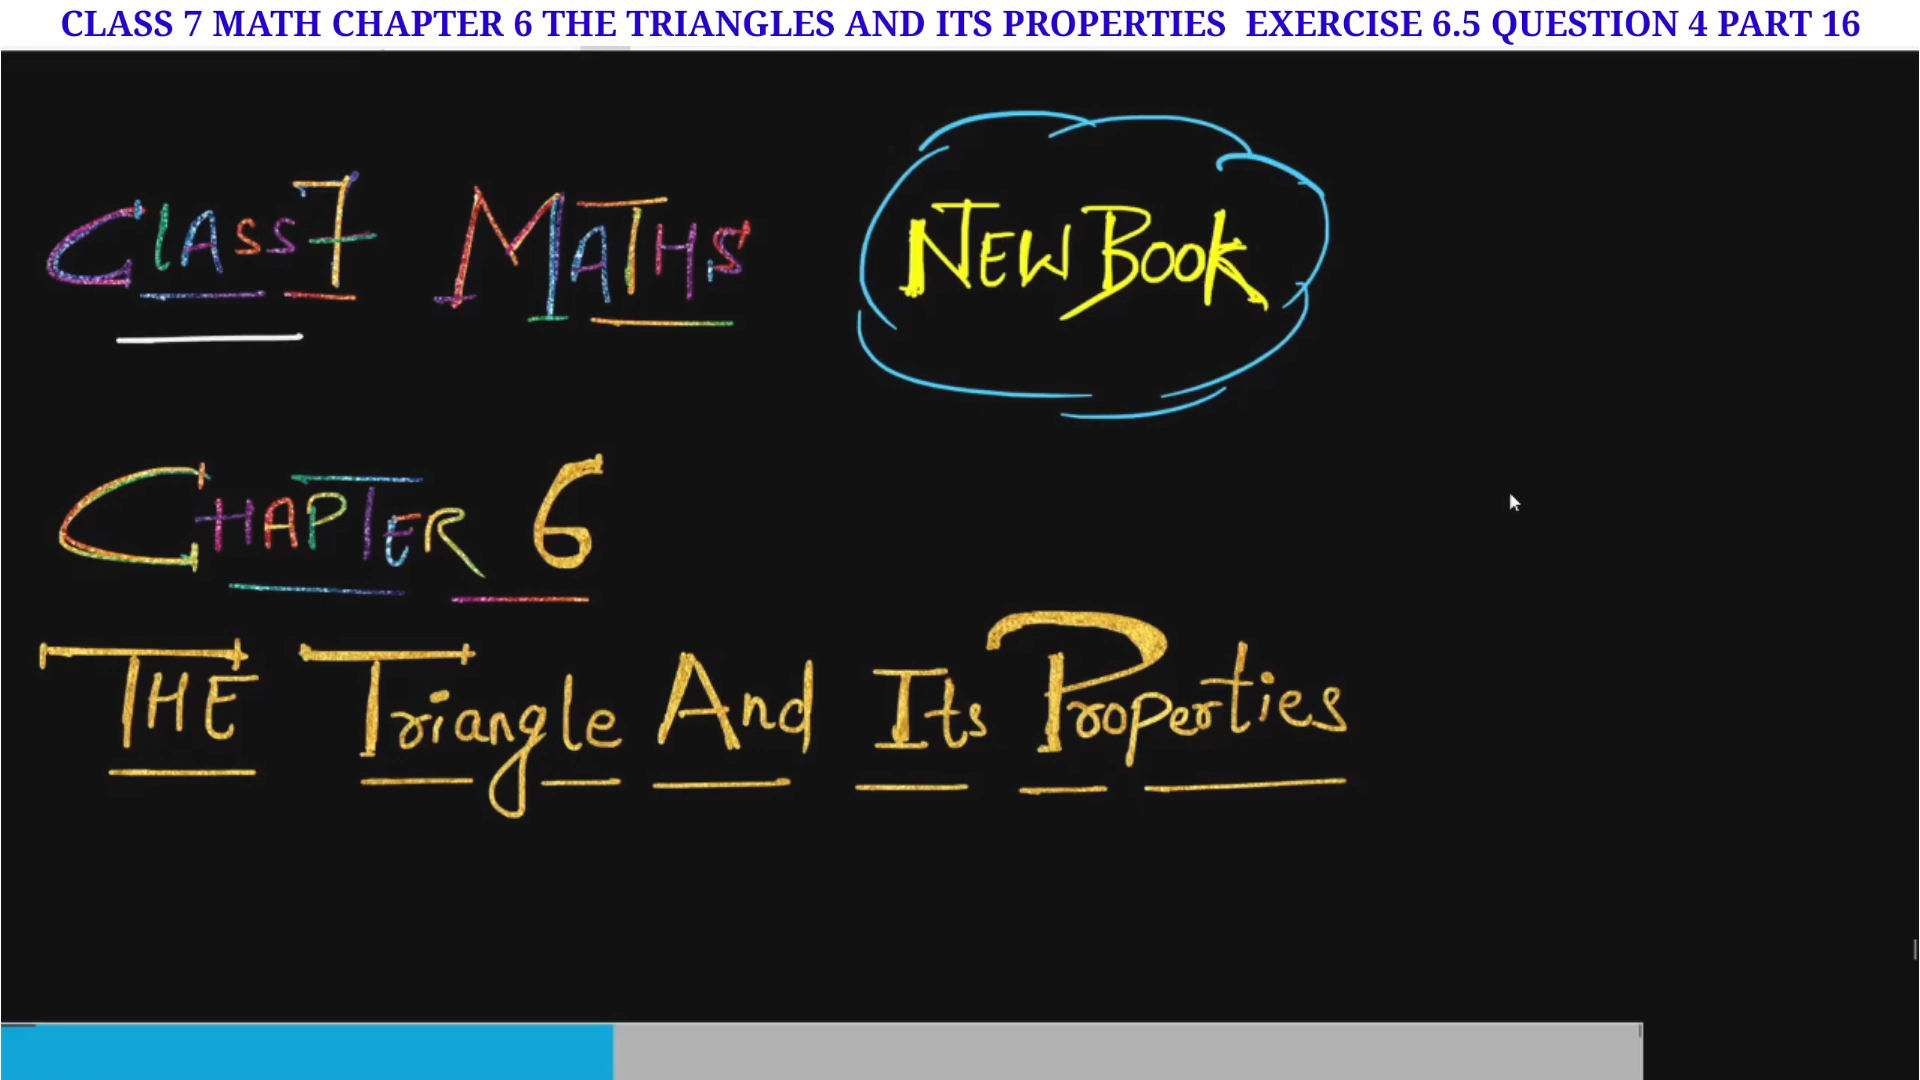 CLASS 7 MATH CHAPTER 6 THE TRIANGLES AND ITS PROPERTIES EXERCISE 6.5 QUESTION 4 PART 16
CLASS 7 MATHS
NEW BOOK
CHAPTER 6
THE Triangle And Its Properties